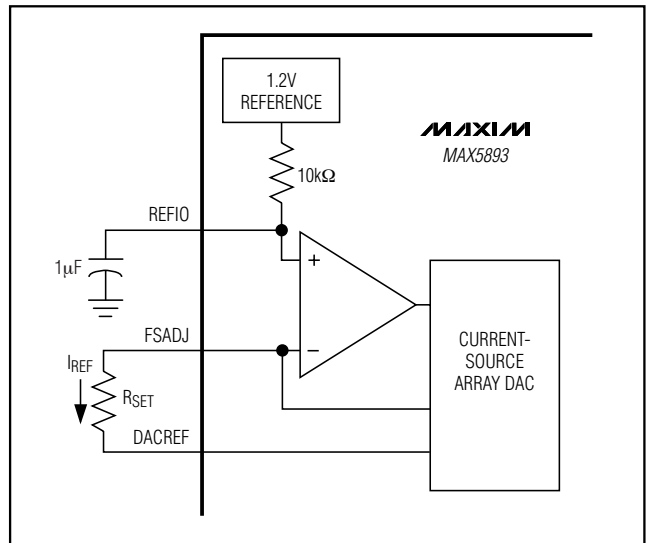 1.2V
REFERENCE
MAXIM
MAX5893
10kΩ
REFIO
1μF
+
FSADJ
−
IREF
RSET
DACREF
CURRENT-
SOURCE
ARRAY DAC